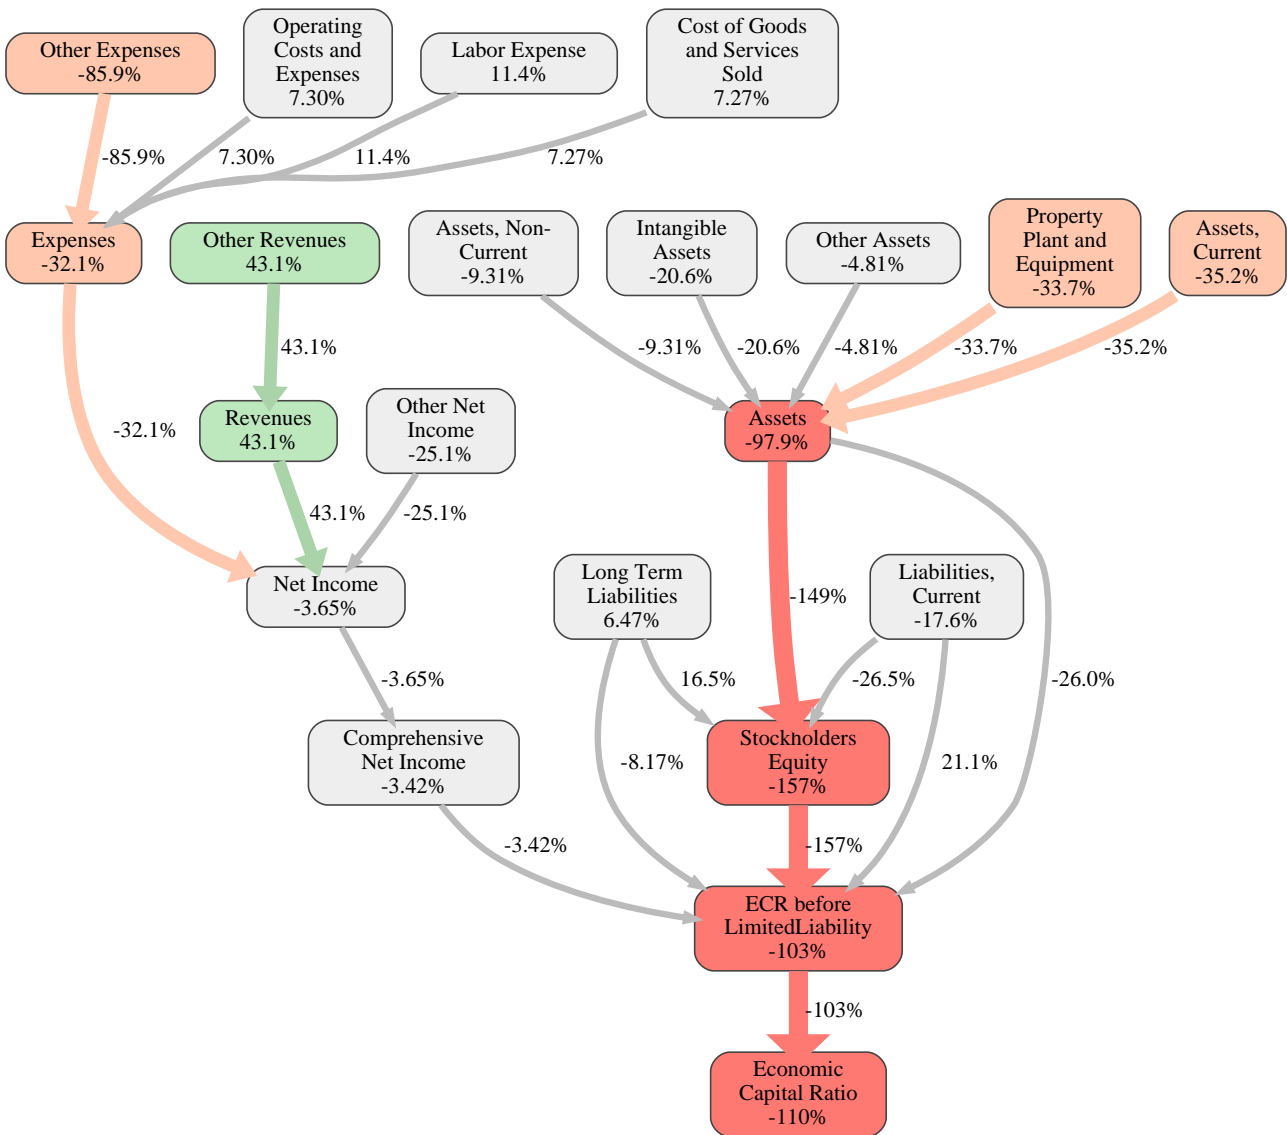 Other Expenses
-85.9%
Operating
Costs and
Expenses
7.30%
Labor Expense
11.4%
Cost of Goods
and Services
Sold
7.27%
-85.9%
7.30%
11.4%
7.27%
Expenses
-32.1%
Other Revenues
43.1%
Assets, Non-
Current
-9.31%
Intangible
Assets
-20.6%
Other Assets
-4.81%
Property
Plant and
Equipment
-33.7%
Assets,
Current
-35.2%
43.1%
-9.31%
-20.6%
-4.81%
-33.7%
-35.2%
-32.1%
Revenues
43.1%
Other Net
Income
-25.1%
Assets
-97.9%
43.1%
-25.1%
Net Income
-3.65%
Long Term
Liabilities
6.47%
-149%
Liabilities,
Current
-17.6%
-3.65%
16.5%
-26.5%
-26.0%
Comprehensive
Net Income
-3.42%
-8.17%
Stockholders
Equity
-157%
21.1%
-3.42%
-157%
ECR before
LimitedLiability
-103%
-103%
Economic
Capital Ratio
-110%